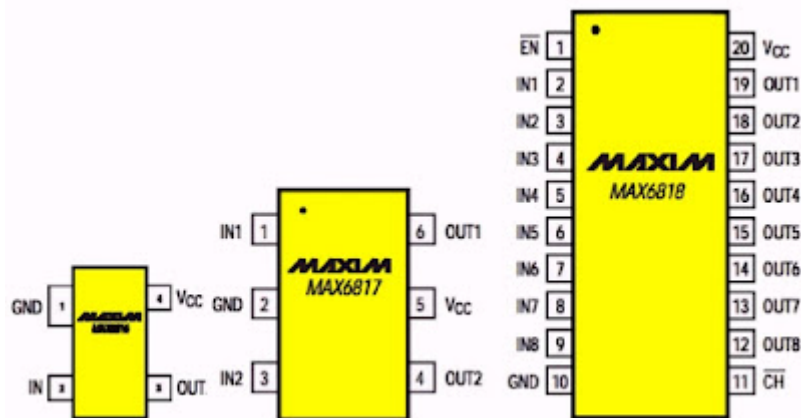 GND 1
IN 2
4 VCC
3 OUT
MAXIM
IN1 1
GND 2
IN2 3
6 OUT1
5 VCC
4 OUT2
MAXIM
MAX6817
EN 1
IN1 2
IN2 3
IN3 4
IN4 5
IN5 6
IN6 7
IN7 8
IN8 9
GND 10
20 VCC
19 OUT1
18 OUT2
17 OUT3
16 OUT4
15 OUT5
14 OUT6
13 OUT7
12 OUT8
11 CH
MAXIM
MAX6818